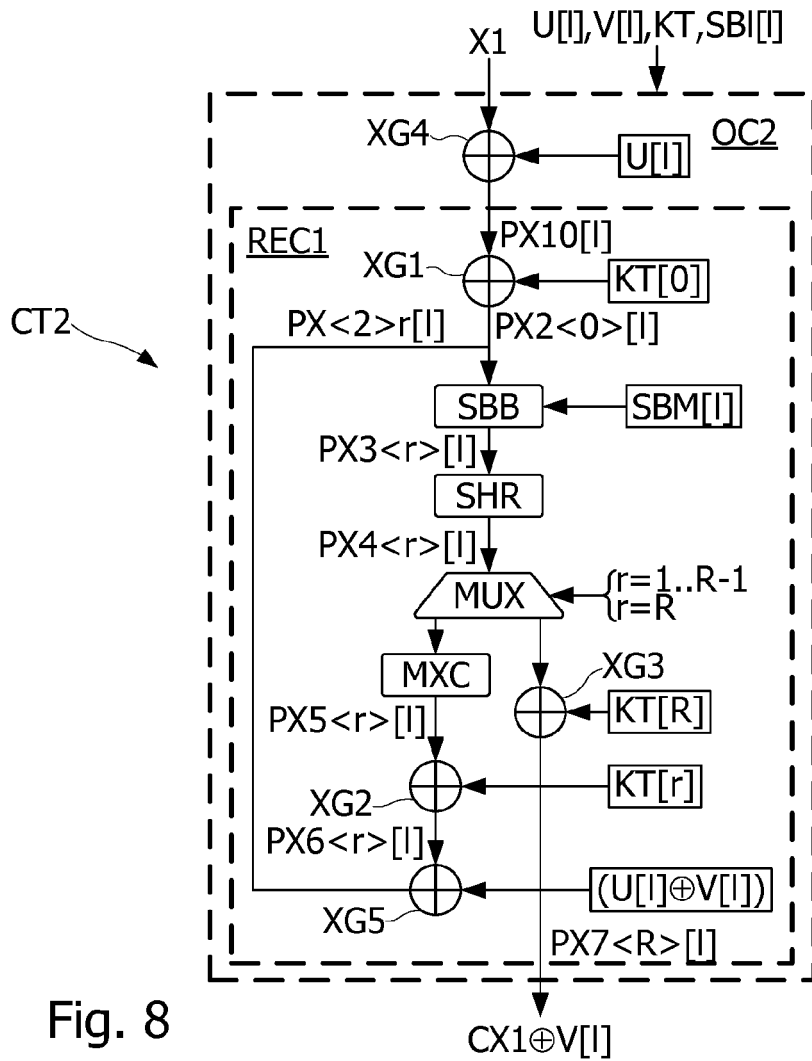 X1
U[l],V[l],KT,SBI[l]
XG4
OC2
U[l]
REC1
PX10[l]
XG1
KT[0]
CT2
PX<2>r[l]
PX2<0>[l]
SBB
SBM[l]
PX3<r>[l]
SHR
PX4<r>[l]
MUX
r=1..R-1
r=R
MXC
XG3
PX5<r>[l]
KT[R]
XG2
KT[r]
PX6<r>[l]
(U[l]⊕V[l])
XG5
PX7<R>[l]
Fig. 8
CX1⊕V[l]